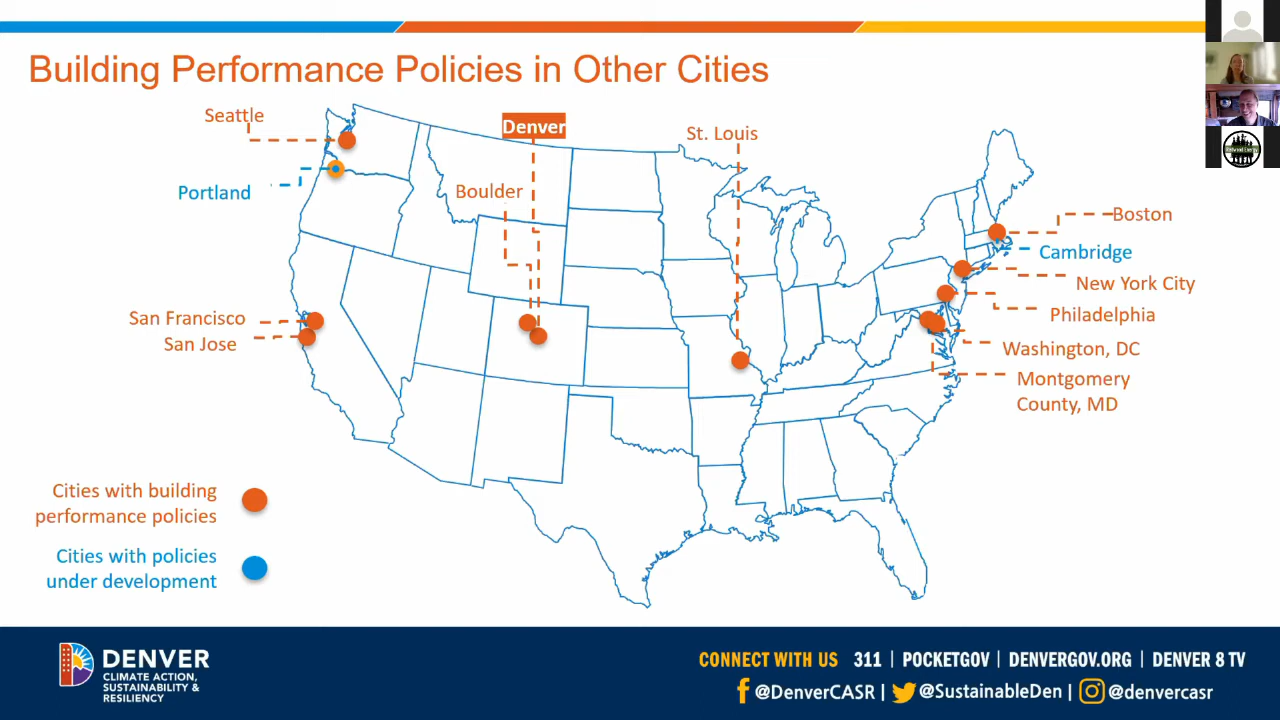 Building Performance Policies in Other Cities
Seattle
Denver
St. Louis
Portland
Boulder
Boston
Cambridge
New York City
Philadelphia
San Francisco
San Jose
Washington, DC
Montgomery
County, MD
Cities with building
performance policies
Cities with policies
under development
DENVER
CLIMATE ACTION,
SUSTAINABILITY &
RESILIENCY
CONNECT WITH US 311 | POCKETGOV | DENVERGOV.ORG | DENVER 8 TV
@DenverCASR | @SustainableDen | @denvercasr
Redwood Energy